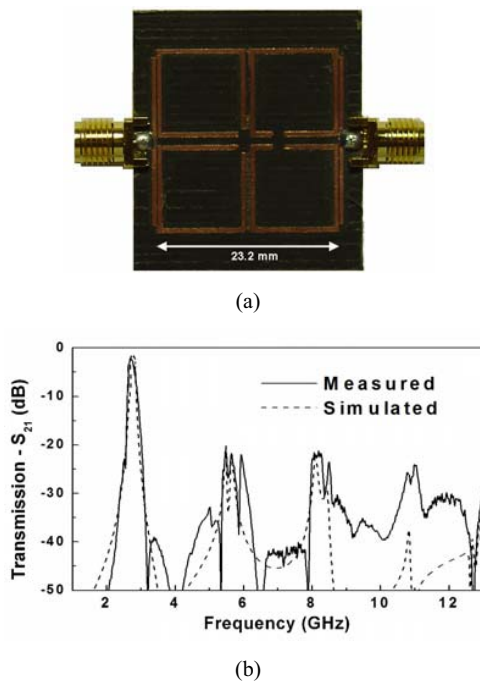 23.2 mm
(a)
0
-10
-20
-30
-40
-50
Transmission - S21 (dB)
Measured
Simulated
2 4 6 8 10 12
Frequency (GHz)
(b)